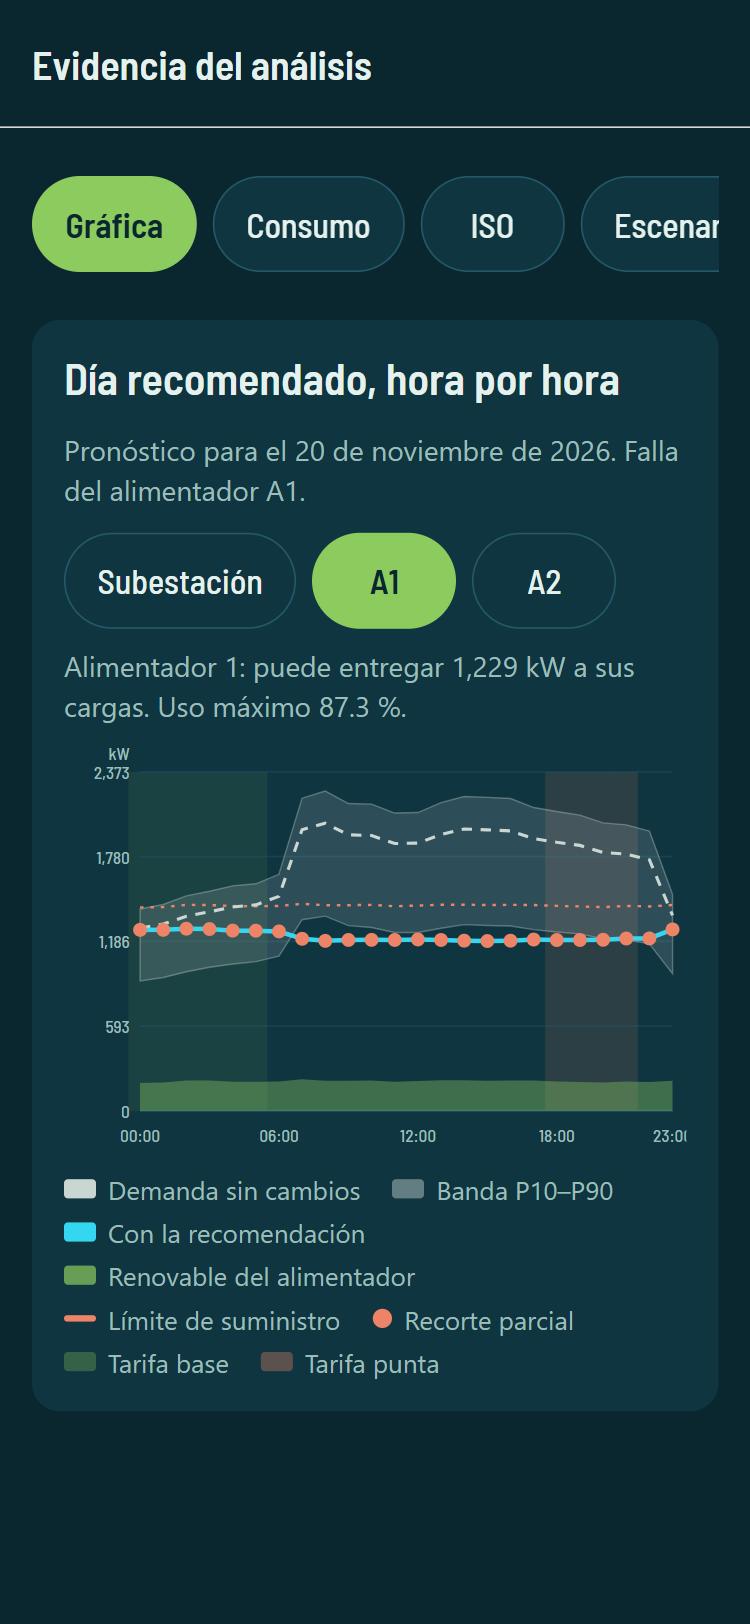 Evidencia del análisis
Gráfica
Consumo
ISO
Escenar
Día recomendado, hora por hora
Pronóstico para el 20 de noviembre de 2026. Falla
del alimentador A1.
Subestación
A1
A2
Alimentador 1: puede entregar 1,229 kW a sus
cargas. Uso máximo 87.3 %.
kW
2,373
1,780
1,186
593
0
00:00
06:00
12:00
18:00
23:0
Demanda sin cambios
Banda P10–P90
Con la recomendación
Renovable del alimentador
Límite de suministro
Recorte parcial
Tarifa base
Tarifa punta